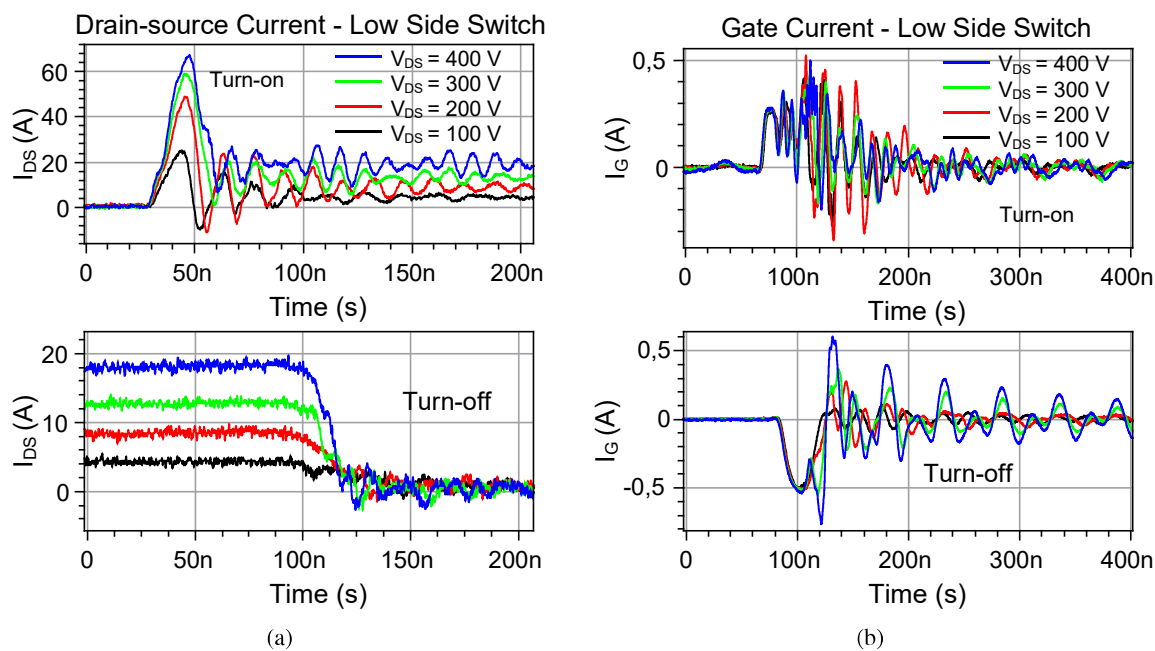 Drain-source Current - Low Side Switch
60
40
20
0
I_DS (A)
Turn-on
V_DS = 400 V
V_DS = 300 V
V_DS = 200 V
V_DS = 100 V
0 50n 100n 150n 200n
Time (s)
20
10
0
I_DS (A)
Turn-off
0 50n 100n 150n 200n
Time (s)
(a)
Gate Current - Low Side Switch
0,5
0
I_G (A)
V_DS = 400 V
V_DS = 300 V
V_DS = 200 V
V_DS = 100 V
Turn-on
0 100n 200n 300n 400n
Time (s)
0,5
0
-0,5
I_G (A)
Turn-off
0 100n 200n 300n 400n
Time (s)
(b)